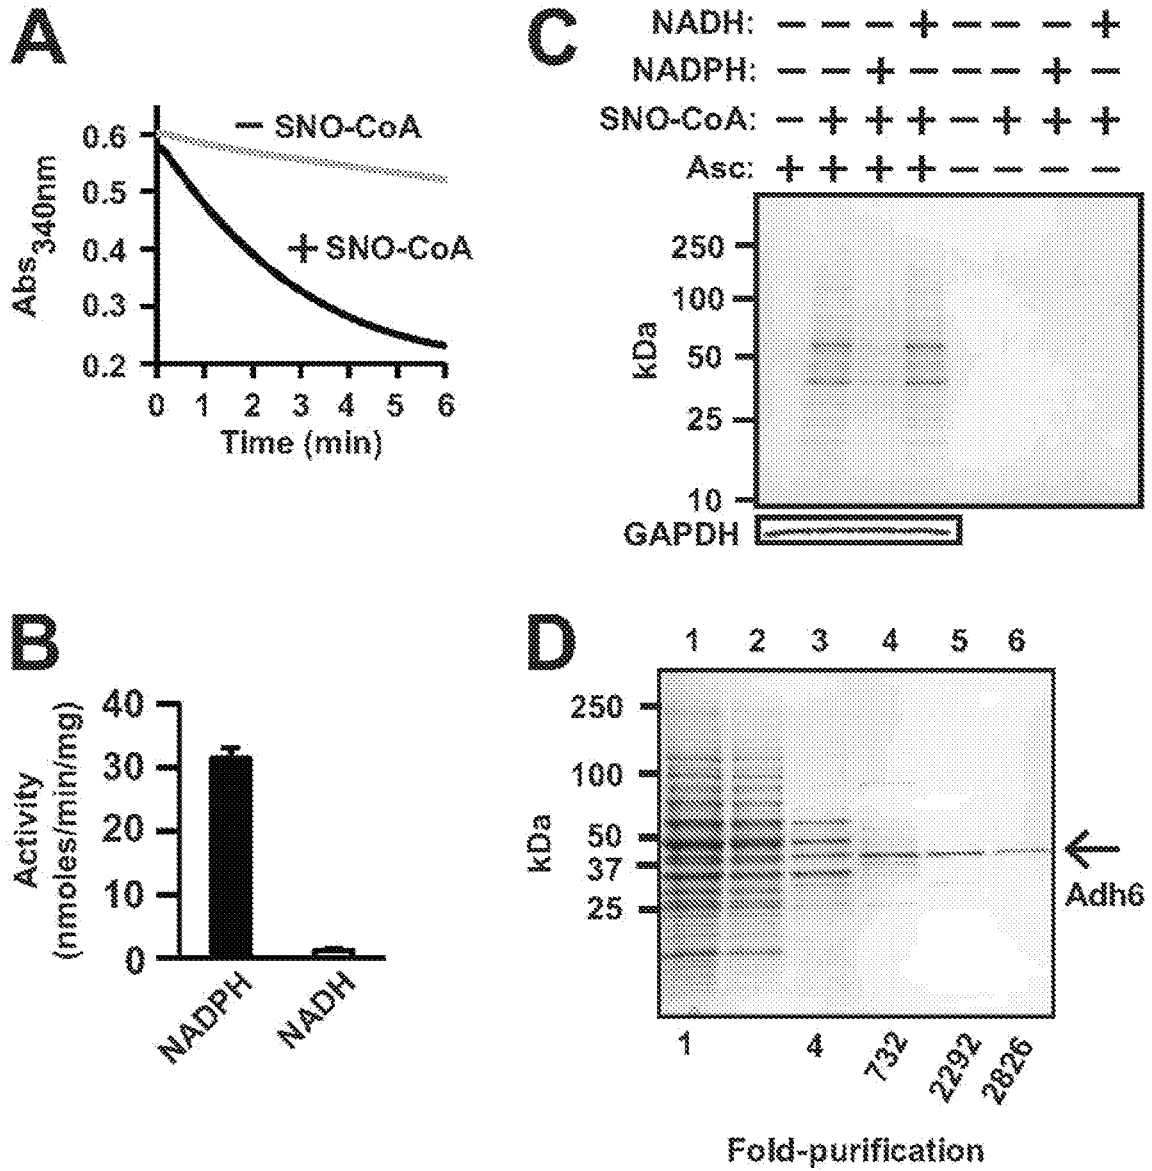 A
0.6
0.5
0.4
0.3
0.2
Abs340nm
− SNO-CoA
+ SNO-CoA
0 1 2 3 4 5 6
Time (min)
C
NADH: − − − + − − − +
NADPH: − − + − − − + −
SNO-CoA: − + + + − + + +
Asc: + + + + − − − −
250
100
50
25
10
kDa
GAPDH
B
40
30
20
10
0
Activity
(nmoles/min/mg)
NADPH NADH
D
1 2 3 4 5 6
250
100
50
37
25
kDa
Adh6
1 4 732 2292 2826
Fold-purification